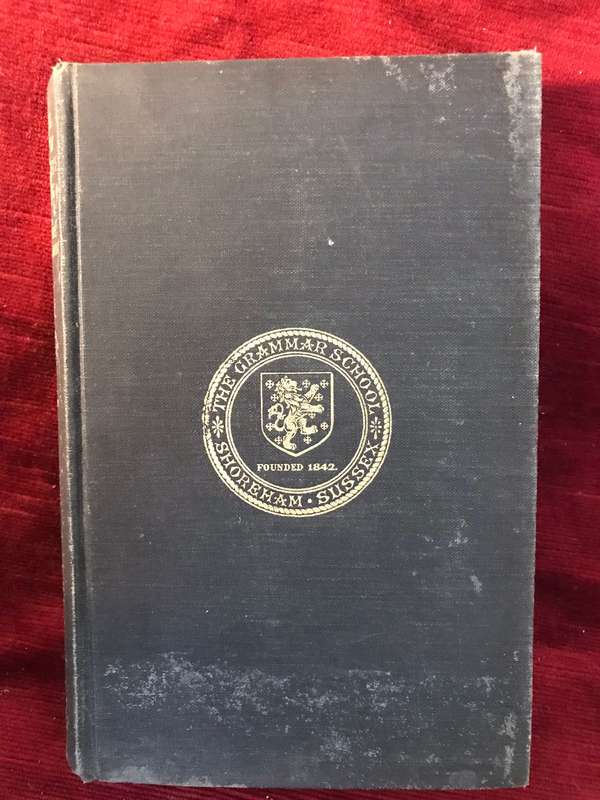 THE GRAMMAR SCHOOL
FOUNDED 1842.
SHOREHAM · SUSSEX